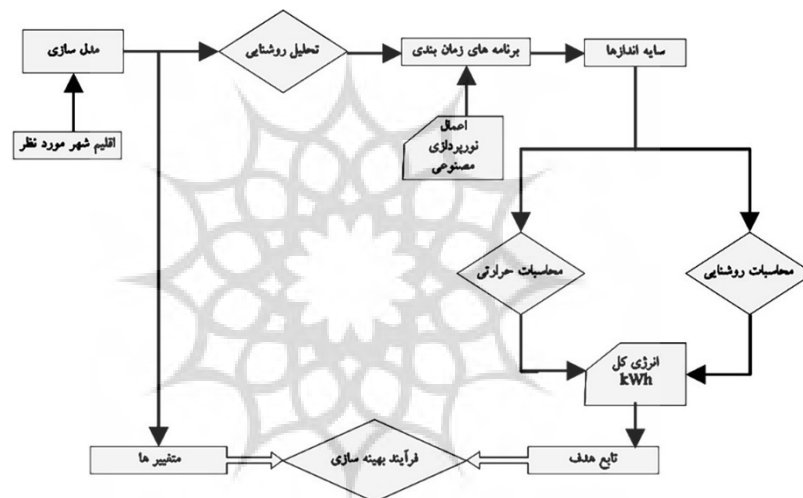 مدل سازی
تحلیل روشنایی
برنامه های زمان بندی
سایه اندازها
اقلیم شهر مورد نظر
اعمال
نورپردازی
مصنوعی
محاسبات حرارتی
محاسبات روشنایی
انرژی کل
kWh
متغییر ها
فرآیند بهینه سازی
تابع هدف